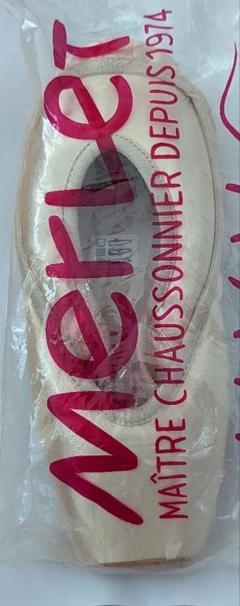 Merlet
MAÎTRE CHAUSSONNIER DEPUIS 1974